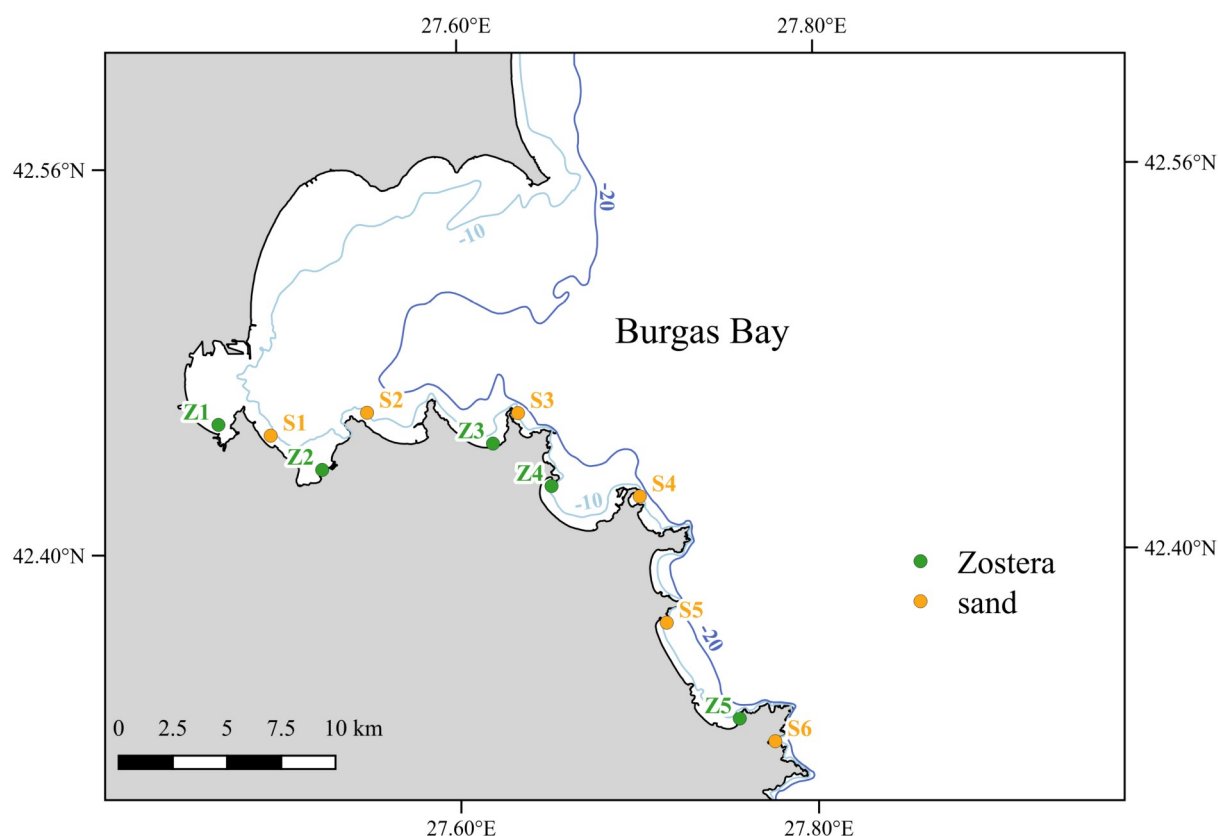 27.60°E 27.80°E
42.56°N 42.56°N
-20
-10
Burgas Bay
S2 S3
Z1 S1 Z3
Z2 Z4 S4
-10
42.40°N 42.40°N
Zostera
sand
S5
-20
Z5
S6
0 2.5 5 7.5 10 km
27.60°E 27.80°E